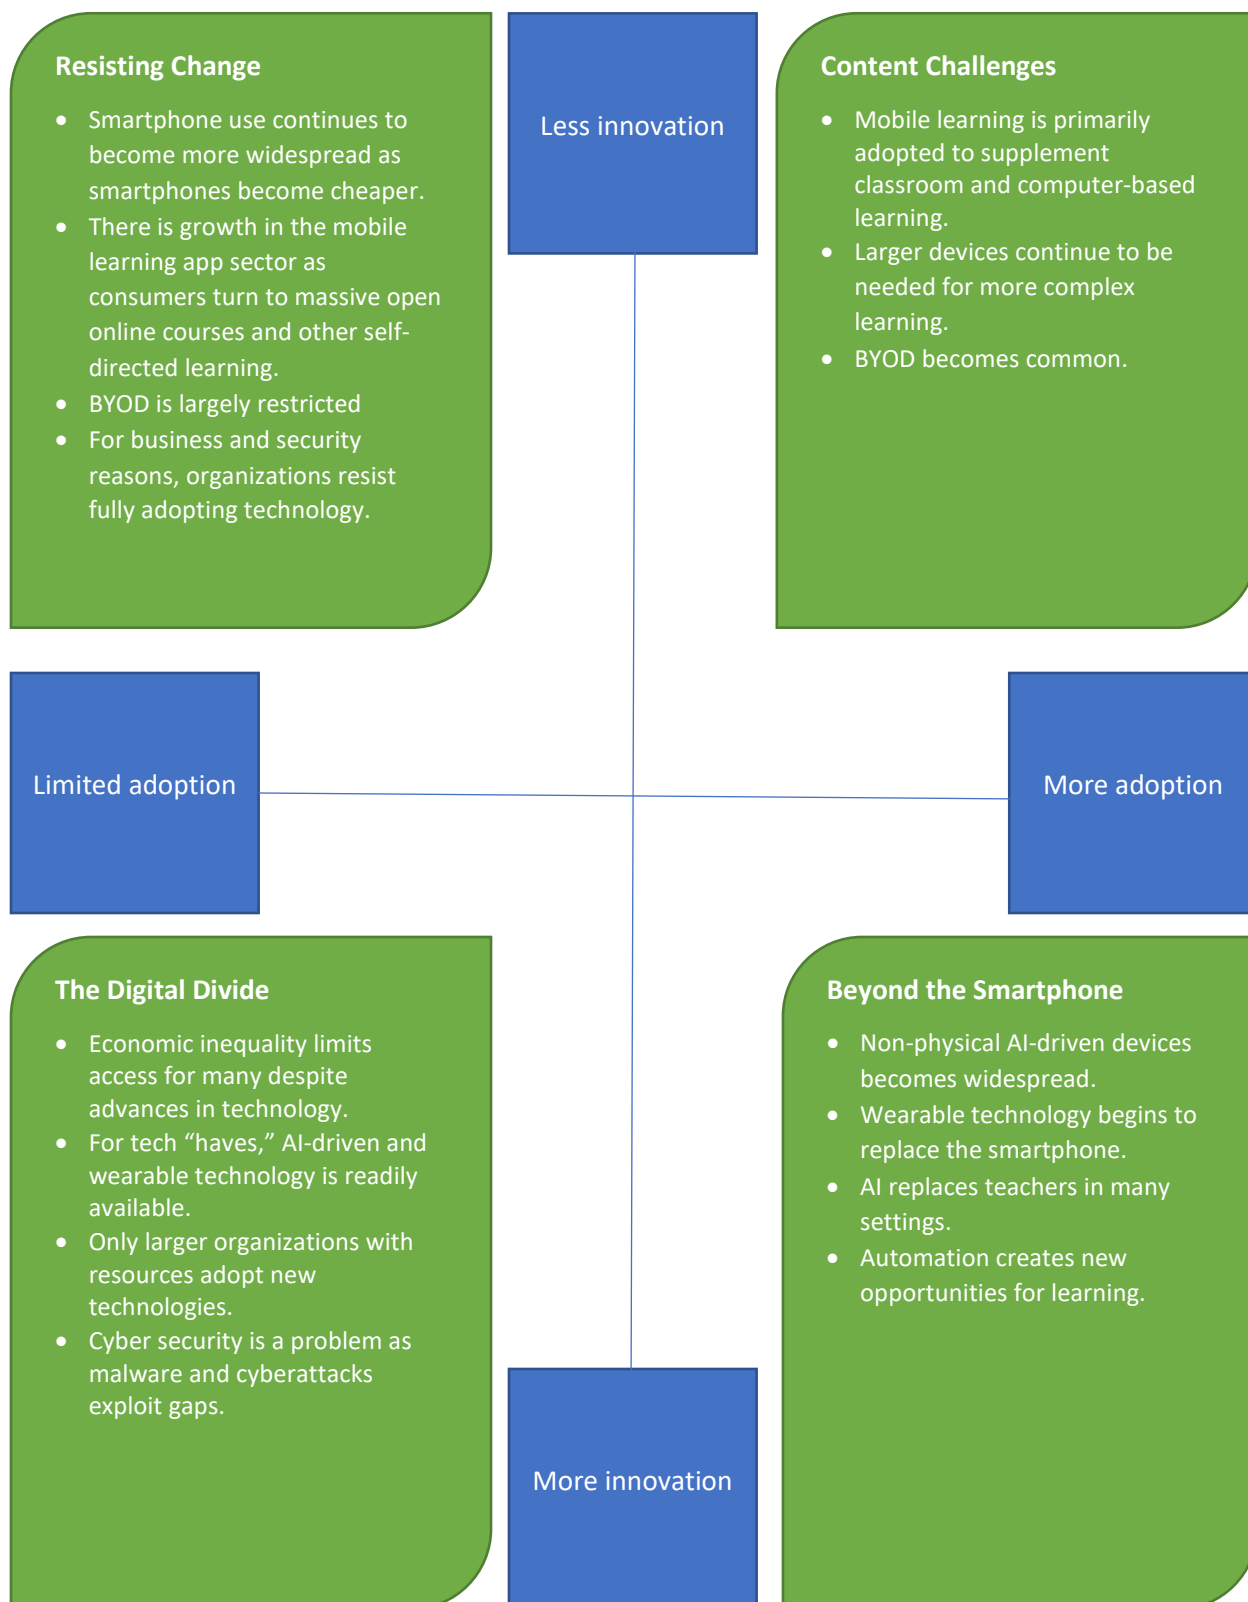 Resisting Change
• Smartphone use continues to
become more widespread as
smartphones become cheaper.
• There is growth in the mobile
learning app sector as
consumers turn to massive open
online courses and other self-
directed learning.
• BYOD is largely restricted
• For business and security
reasons, organizations resist
fully adopting technology.
Less innovation
Content Challenges
• Mobile learning is primarily
adopted to supplement
classroom and computer-based
learning.
• Larger devices continue to be
needed for more complex
learning.
• BYOD becomes common.
Limited adoption
More adoption
The Digital Divide
• Economic inequality limits
access for many despite
advances in technology.
• For tech “haves,” AI-driven and
wearable technology is readily
available.
• Only larger organizations with
resources adopt new
technologies.
• Cyber security is a problem as
malware and cyberattacks
exploit gaps.
Beyond the Smartphone
• Non-physical AI-driven devices
becomes widespread.
• Wearable technology begins to
replace the smartphone.
• AI replaces teachers in many
settings.
• Automation creates new
opportunities for learning.
More innovation